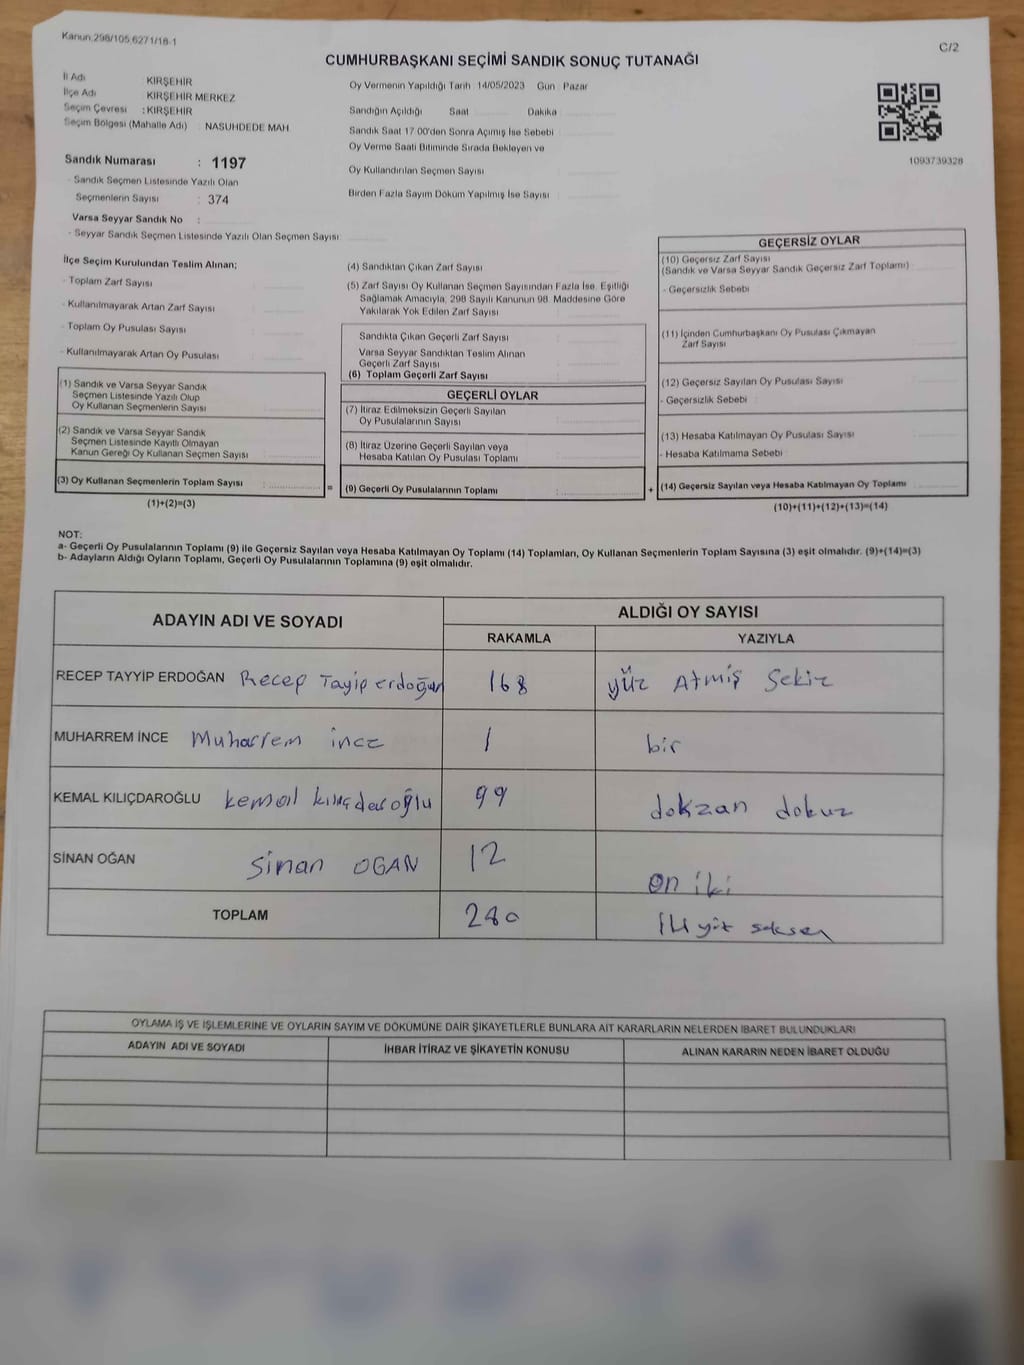 Kanun.298/105,6271/16-1
C/2
CUMHURBAŞKANI SEÇİMİ SANDIK SONUÇ TUTANAĞI
İl Adı KIRŞEHİR
İlçe Adı KIRŞEHİR MERKEZ
Seçim Çevresi : KIRŞEHİR
Seçim Bölgesi (Mahalle Adı) : NASUHDEDE MAH
Sandık Numarası : 1197
- Sandık Seçmen Listesinde Yazılı Olan
Seçmenlerin Sayısı : 374
Varsa Seyyar Sandık No :
- Seyyar Sandık Seçmen Listesinde Yazılı Olan Seçmen Sayısı:
Oy Vermenin Yapıldığı Tarih :14/05/2023 Gün : Pazar
Sandığın Açıldığı Saat Dakika
Sandık Saat 17 00'den Sonra Açımış İse Sebebi :
Oy Verme Saati Bitiminde Sırada Bekleyen ve
Oy Kullandırılan Seçmen Sayısı :
Birden Fazla Sayım Döküm Yapılmış İse Sayısı :
1093739328
İlçe Seçim Kurulundan Teslim Alınan;
- Toplam Zarf Sayısı :
- Kullanılmayarak Artan Zarf Sayısı :
- Toplam Oy Pusulası Sayısı :
- Kullanılmayarak Artan Oy Pusulası :
(1) Sandık ve Varsa Seyyar Sandık
Seçmen Listesinde Yazılı Olup
Oy Kullanan Seçmenlerin Sayısı :
(2) Sandık ve Varsa Seyyar Sandık
Seçmen Listesinde Kayıtlı Olmayan
Kanun Gereği Oy Kullanan Seçmen Sayısı :
(3) Oy Kullanan Seçmenlerin Toplam Sayısı : =
(1)+(2)=(3)
(4) Sandıktan Çıkan Zarf Sayısı
(5) Zarf Sayısı Oy Kullanan Seçmen Sayısından Fazla İse, Eşitliği
Sağlamak Amacıyla, 298 Sayılı Kanunun 98. Maddesine Göre
Yakılarak Yok Edilen Zarf Sayısı :
Sandıkta Çıkan Geçerli Zarf Sayısı :
Varsa Seyyar Sandıktan Teslim Alınan
Geçerli Zarf Sayısı :
(6) Toplam Geçerli Zarf Sayısı :
GEÇERLİ OYLAR
(7) İtiraz Edilmeksizin Geçerli Sayılan
Oy Pusulalarının Sayısı :
(8) İtiraz Üzerine Geçerli Sayılan veya
Hesaba Katılan Oy Pusulası Toplamı :
(9) Geçerli Oy Pusulalarının Toplamı : +
GEÇERSİZ OYLAR
(10) Geçersiz Zarf Sayısı
(Sandık ve Varsa Seyyar Sandık Geçersiz Zarf Toplamı) :
- Geçersizlik Sebebi :
(11) İçinden Cumhurbaşkanı Oy Pusulası Çıkmayan
Zarf Sayısı :
(12) Geçersiz Sayılan Oy Pusulası Sayısı :
- Geçersizlik Sebebi :
(13) Hesaba Katılmayan Oy Pusulası Sayısı :
- Hesaba Katılmama Sebebi :
(14) Geçersiz Sayılan veya Hesaba Katılmayan Oy Toplamı :
(10)+(11)+(12)+(13)=(14)
NOT:
a- Geçerli Oy Pusulalarının Toplamı (9) ile Geçersiz Sayılan veya Hesaba Katılmayan Oy Toplamı (14) Toplamları, Oy Kullanan Seçmenlerin Toplam Sayısına (3) eşit olmalıdır. (9)+(14)=(3)
b- Adayların Aldığı Oyların Toplamı, Geçerli Oy Pusulalarının Toplamına (9) eşit olmalıdır.
ADAYIN ADI VE SOYADI ALDIĞI OY SAYISI
RAKAMLA YAZIYLA
RECEP TAYYİP ERDOĞAN Recep Tayip erdoğan 168 yüz Atmış Sekiz
MUHARREM İNCE Muharrem ince 1 bir
KEMAL KILIÇDAROĞLU kemal kılıçdaroğlu 99 dokzan dokuz
SİNAN OĞAN Sinan OGAN 12 on iki
TOPLAM 280 iki yüz seksen
OYLAMA İŞ VE İŞLEMLERİNE VE OYLARIN SAYIM VE DÖKÜMÜNE DAİR ŞİKAYETLERLE BUNLARA AİT KARARLARIN NELERDEN İBARET BULUNDUKLARI
ADAYIN ADI VE SOYADI İHBAR İTİRAZ VE ŞİKAYETİN KONUSU ALINAN KARARIN NEDEN İBARET OLDUĞU